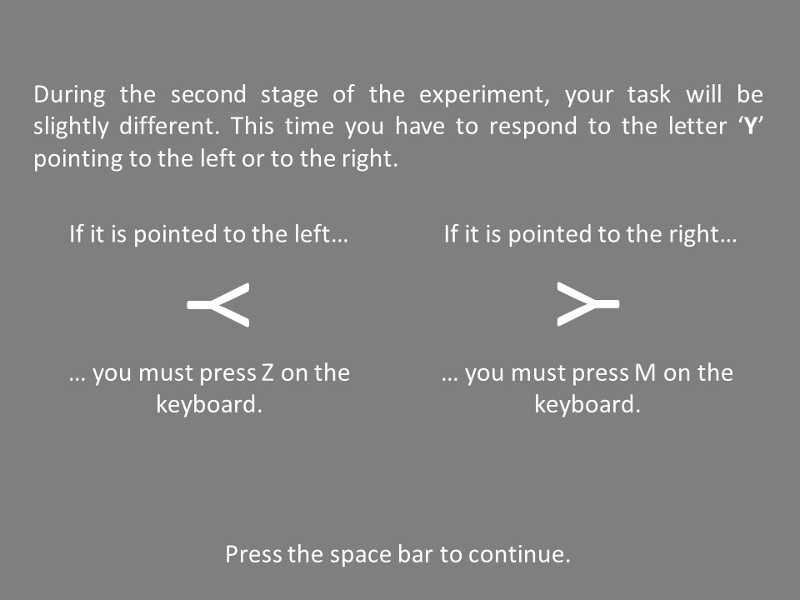 During the second stage of the experiment, your task will be
slightly different. This time you have to respond to the letter ‘Y’
pointing to the left or to the right.
If it is pointed to the left…
If it is pointed to the right…
Y
Y
… you must press Z on the
keyboard.
… you must press M on the
keyboard.
Press the space bar to continue.